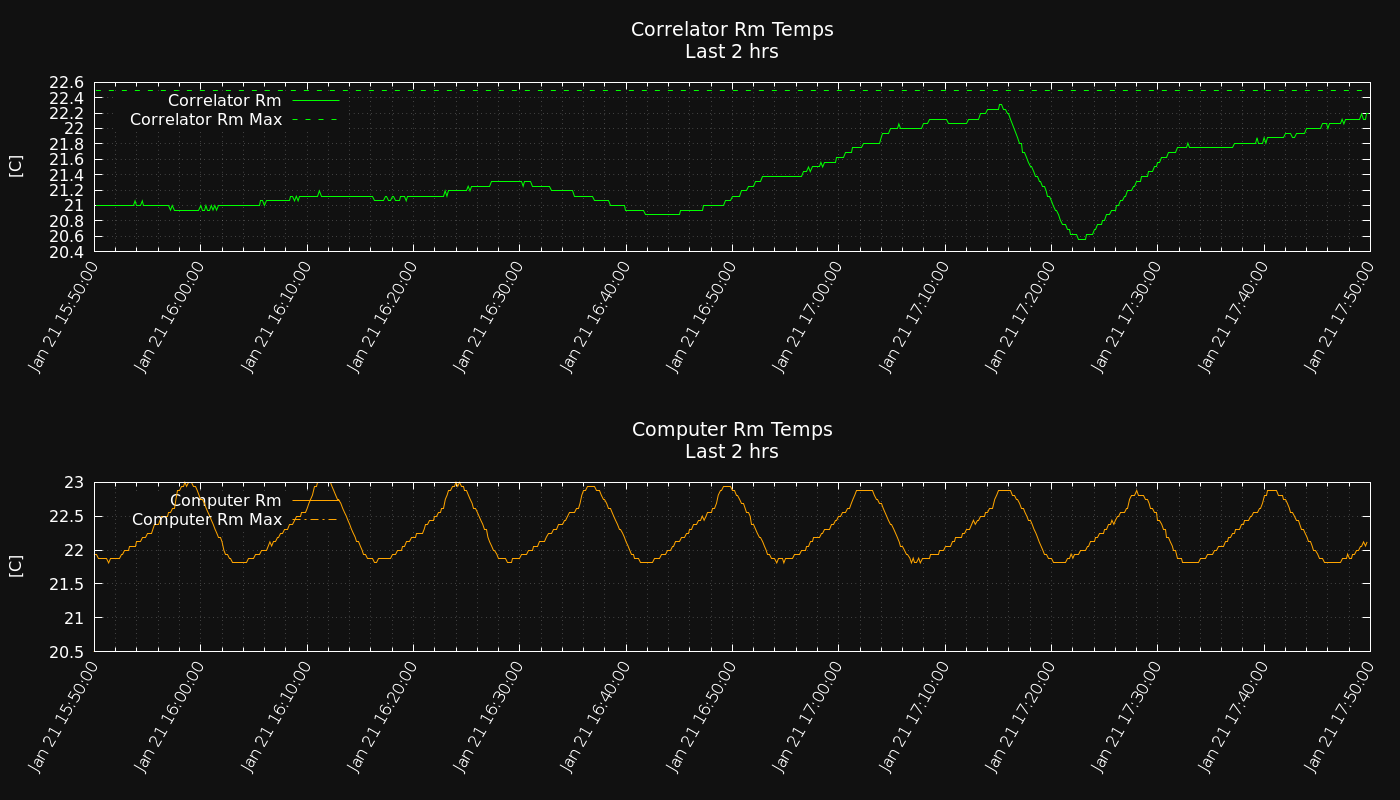 Correlator Rm Temps
Last 2 hrs
22.6
22.4
22.2
22
21.8
21.6
21.4
21.2
21
20.8
20.6
20.4
[C]
Correlator Rm
Correlator Rm Max
Jan 21 15:50:00
Jan 21 16:00:00
Jan 21 16:10:00
Jan 21 16:20:00
Jan 21 16:30:00
Jan 21 16:40:00
Jan 21 16:50:00
Jan 21 17:00:00
Jan 21 17:10:00
Jan 21 17:20:00
Jan 21 17:30:00
Jan 21 17:40:00
Jan 21 17:50:00
Computer Rm Temps
Last 2 hrs
23
22.5
22
21.5
21
20.5
[C]
Computer Rm
Computer Rm Max
Jan 21 15:50:00
Jan 21 16:00:00
Jan 21 16:10:00
Jan 21 16:20:00
Jan 21 16:30:00
Jan 21 16:40:00
Jan 21 16:50:00
Jan 21 17:00:00
Jan 21 17:10:00
Jan 21 17:20:00
Jan 21 17:30:00
Jan 21 17:40:00
Jan 21 17:50:00